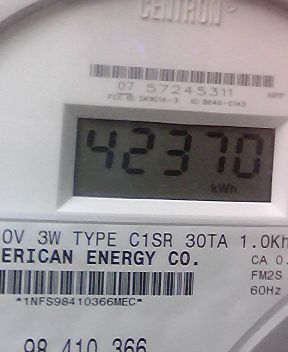 CENTRON®
07 57245311
42370
kWh
3W TYPE C1SR 30TA 1.0Kh
ERICAN ENERGY CO.
CA 0.
FM2S
60Hz
*1NFS98410366MEC*
98 410 366